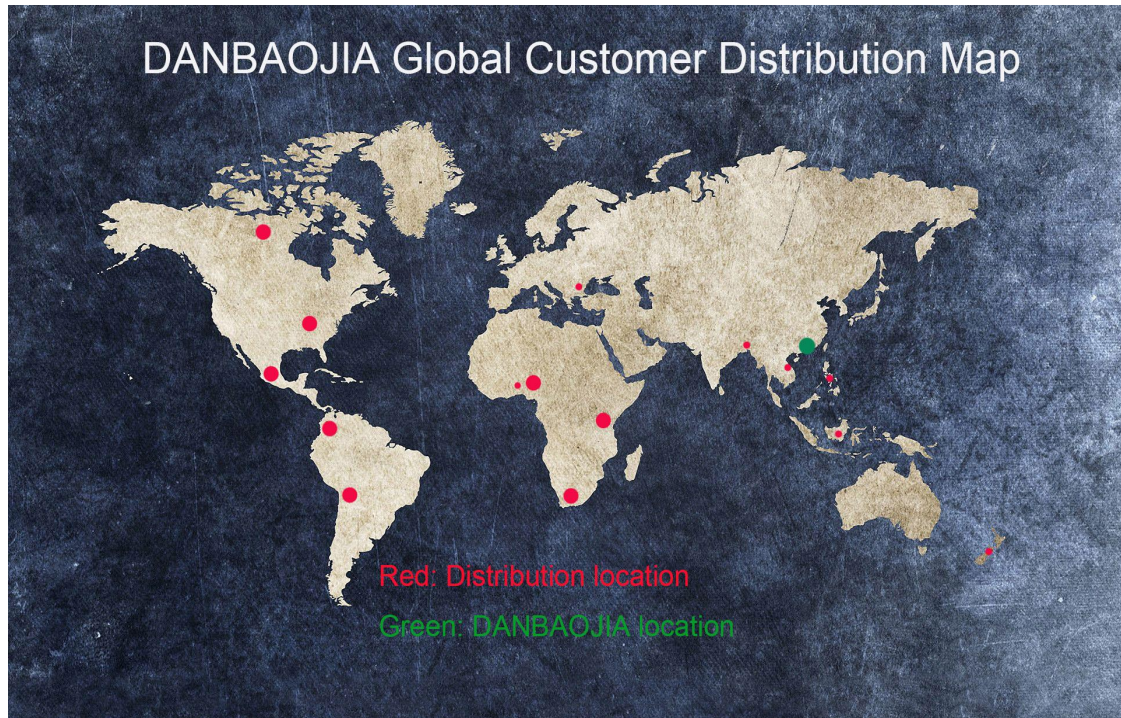 DANBAOJIA Global Customer Distribution Map
Red: Distribution location
Green: DANBAOJIA location